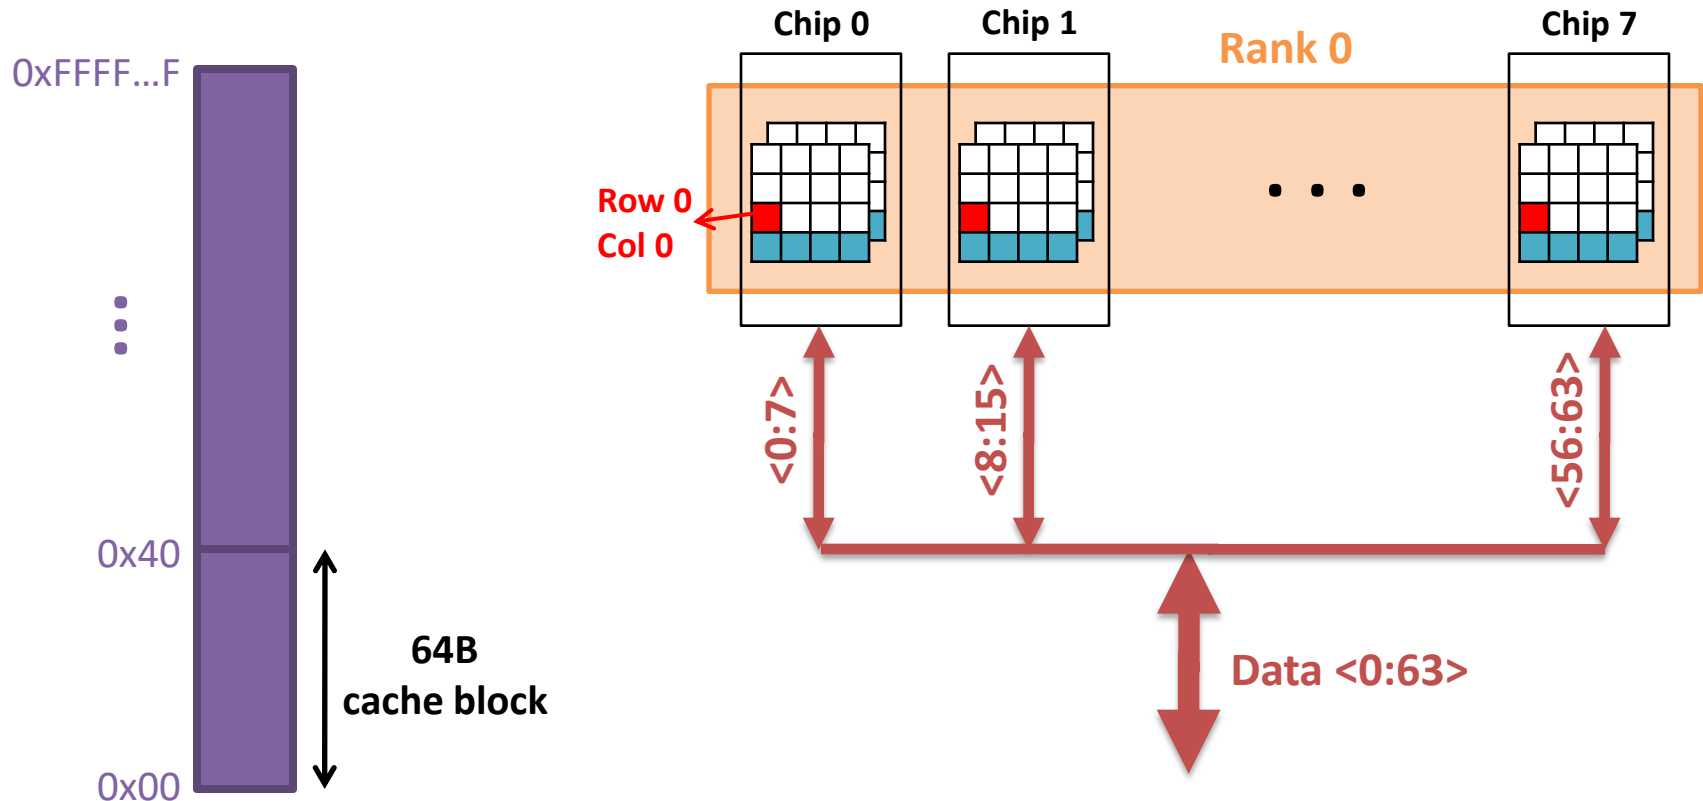 0xFFFF...F
0x40
0x00
64B
cache block
Chip 0
Chip 1
Chip 7
Rank 0
Row 0
Col 0
. . .
<0:7>
<8:15>
<56:63>
Data <0:63>